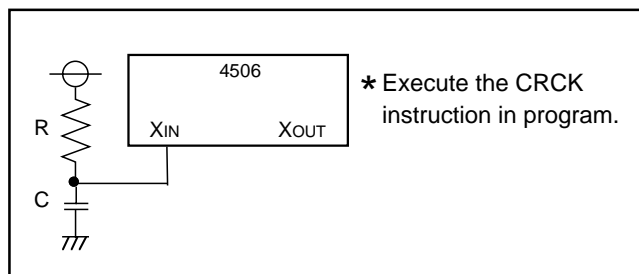 4506
* Execute the CRCK
instruction in program.
R
XIN
XOUT
C